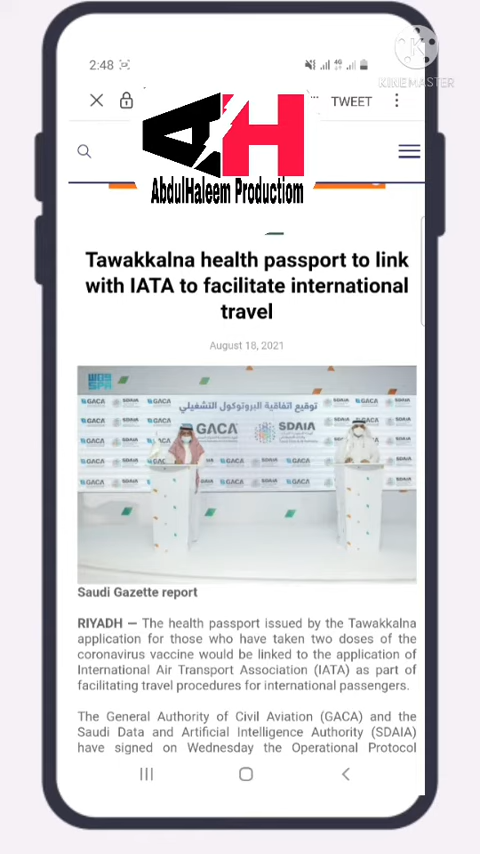 2:48
4G
KINEMASTER
TWEET
AH
AbdulHaleem Productiom
Tawakkalna health passport to link
with IATA to facilitate international
travel
August 18, 2021
توقيع اتفاقية البروتوكول التشغيلي
GACA
SDAIA
Saudi Gazette report
RIYADH — The health passport issued by the Tawakkalna
application for those who have taken two doses of the
coronavirus vaccine would be linked to the application of
International Air Transport Association (IATA) as part of
facilitating travel procedures for international passengers.
The General Authority of Civil Aviation (GACA) and the
Saudi Data and Artificial Intelligence Authority (SDAIA)
have signed on Wednesday the Operational Protocol